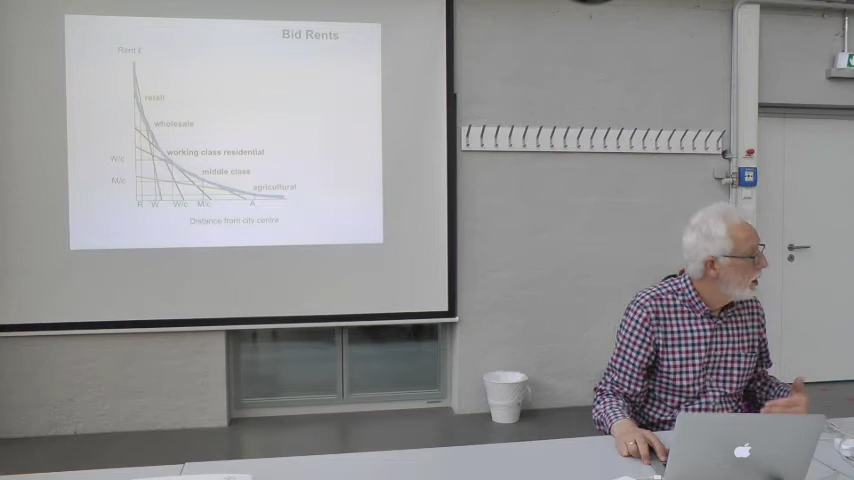 Bid Rents
Rent £
retail
wholesale
W/c
working class residential
M/c
middle class
agricultural
R W W/c M/c A
Distance from city centre